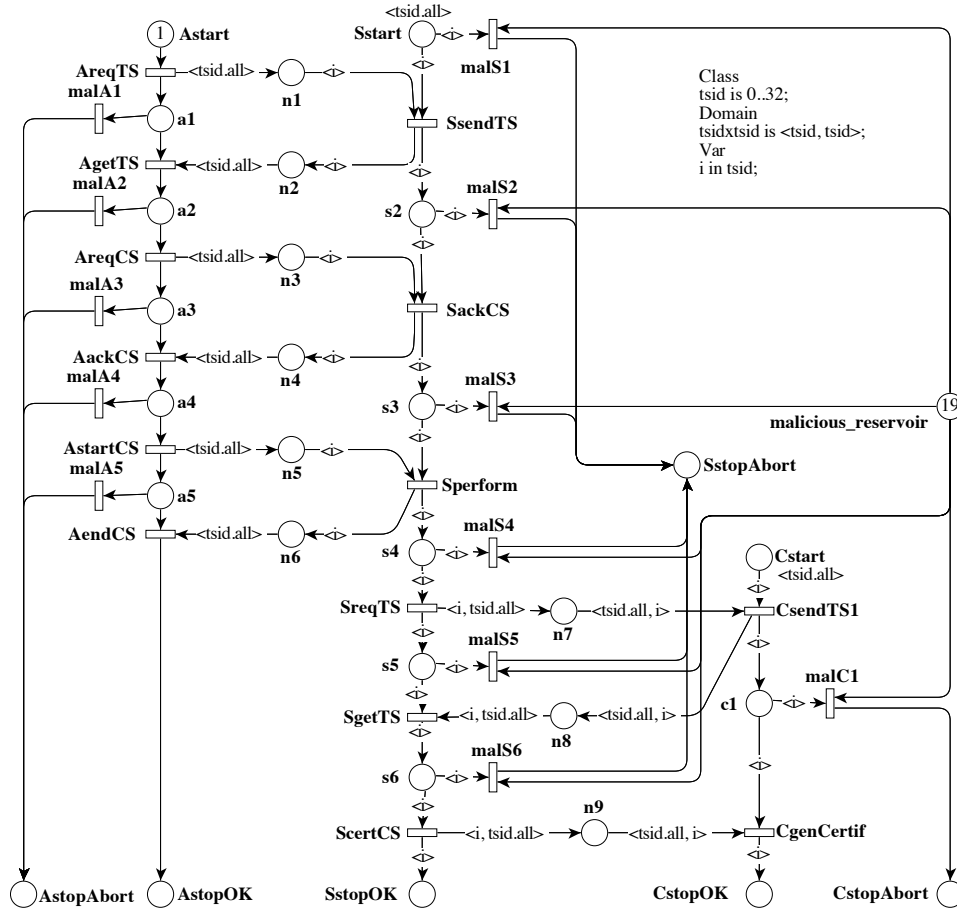 <tsid.all>
1 Astart
Sstart
<i>
malS1
AreqTS
<tsid.all>
n1
<i>
<i>
Class
tsid is 0..32;
Domain
tsidxtsid is <tsid, tsid>;
Var
i in tsid;
malA1
a1
SsendTS
AgetTS
<tsid.all>
n2
<i>
<i>
malA2
a2
s2
<i>
malS2
AreqCS
<tsid.all>
n3
<i>
<i>
malA3
a3
SackCS
AackCS
<tsid.all>
n4
<i>
<i>
malA4
a4
s3
<i>
malS3
19
malicious_reservoir
AstartCS
<tsid.all>
n5
<i>
<i>
SstopAbort
malA5
a5
Sperform
AendCS
<tsid.all>
n6
<i>
<i>
malS4
s4
<i>
Cstart
<tsid.all>
<i>
<i>
SreqTS
<i, tsid.all>
n7
<tsid.all, i>
CsendTS1
<i>
malS5
s5
<i>
<i>
malC1
c1
<i>
<i>
SgetTS
<i, tsid.all>
n8
<tsid.all, i>
<i>
malS6
s6
<i>
<i>
<i>
n9
ScertCS
<i, tsid.all>
<tsid.all, i>
CgenCertif
<i>
<i>
AstopAbort
AstopOK
SstopOK
CstopOK
CstopAbort